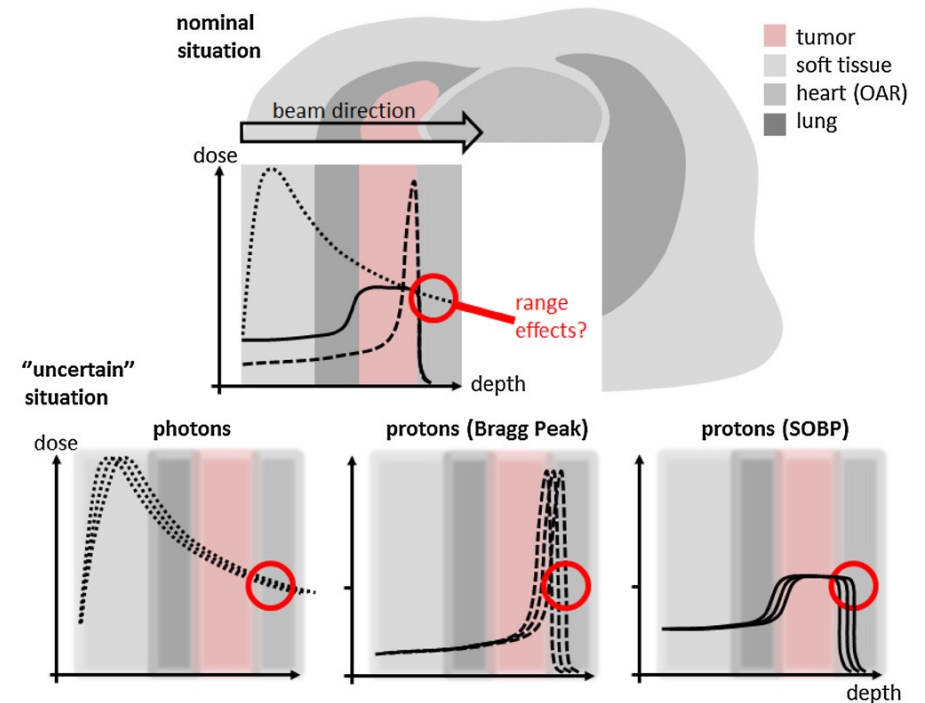 nominal
situation
tumor
soft tissue
heart (OAR)
lung
beam direction
dose
range
effects?
depth
‘’uncertain’’
situation
photons
protons (Bragg Peak)
protons (SOBP)
dose
depth